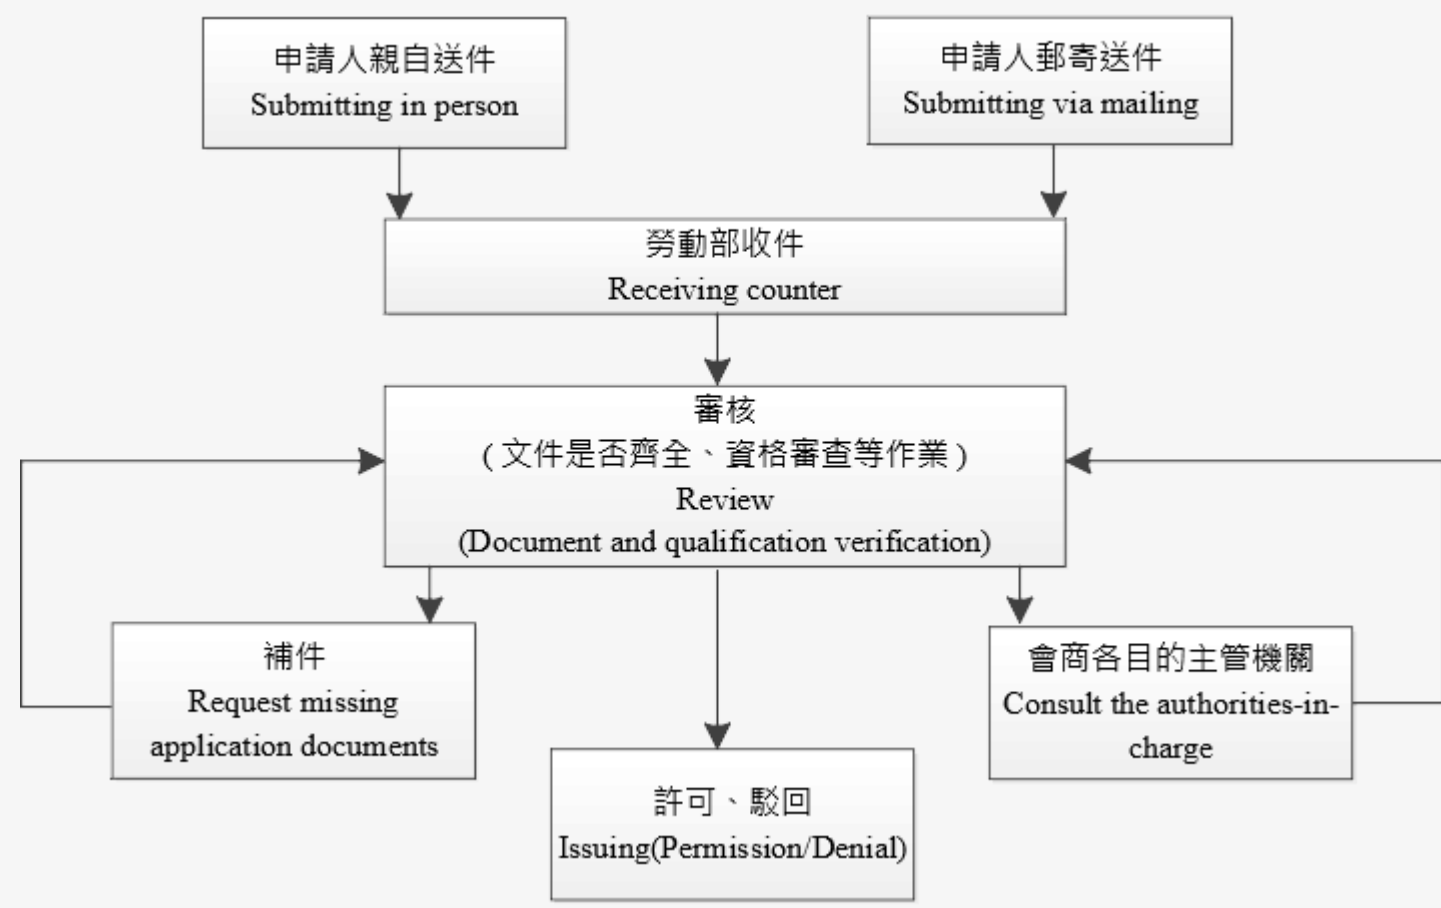 申請人親自送件
Submitting in person
申請人郵寄送件
Submitting via mailing
勞動部收件
Receiving counter
審核
(文件是否齊全、資格審查等作業)
Review
(Document and qualification verification)
補件
Request missing
application documents
會商各目的主管機關
Consult the authorities-in-
charge
許可、駁回
Issuing(Permission/Denial)